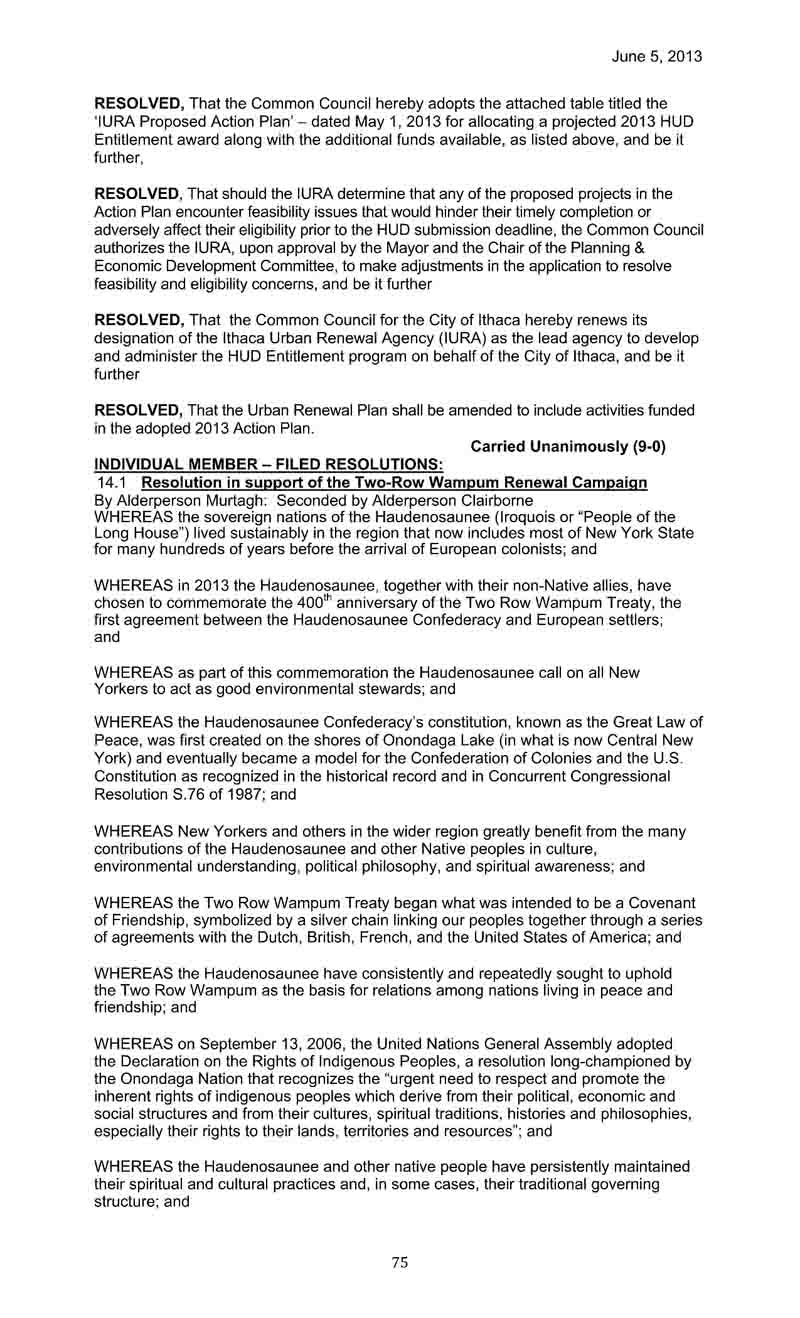 June 5, 2013
RESOLVED, That the Common Council hereby adopts the attached table titled the
‘IURA Proposed Action Plan’ – dated May 1, 2013 for allocating a projected 2013 HUD
Entitlement award along with the additional funds available, as listed above, and be it
further,
RESOLVED, That should the IURA determine that any of the proposed projects in the
Action Plan encounter feasibility issues that would hinder their timely completion or
adversely affect their eligibility prior to the HUD submission deadline, the Common Council
authorizes the IURA, upon approval by the Mayor and the Chair of the Planning &
Economic Development Committee, to make adjustments in the application to resolve
feasibility and eligibility concerns, and be it further
RESOLVED, That  the Common Council for the City of Ithaca hereby renews its
designation of the Ithaca Urban Renewal Agency (IURA) as the lead agency to develop
and administer the HUD Entitlement program on behalf of the City of Ithaca, and be it
further
RESOLVED, That the Urban Renewal Plan shall be amended to include activities funded
in the adopted 2013 Action Plan.
Carried Unanimously (9-0)
INDIVIDUAL MEMBER – FILED RESOLUTIONS:
14.1 Resolution in support of the Two-Row Wampum Renewal Campaign
By Alderperson Murtagh:  Seconded by Alderperson Clairborne
WHEREAS the sovereign nations of the Haudenosaunee (Iroquois or “People of the
Long House”) lived sustainably in the region that now includes most of New York State
for many hundreds of years before the arrival of European colonists; and
WHEREAS in 2013 the Haudenosaunee, together with their non-Native allies, have
chosen to commemorate the 400th anniversary of the Two Row Wampum Treaty, the
first agreement between the Haudenosaunee Confederacy and European settlers;
and
WHEREAS as part of this commemoration the Haudenosaunee call on all New
Yorkers to act as good environmental stewards; and
WHEREAS the Haudenosaunee Confederacy’s constitution, known as the Great Law of
Peace, was first created on the shores of Onondaga Lake (in what is now Central New
York) and eventually became a model for the Confederation of Colonies and the U.S.
Constitution as recognized in the historical record and in Concurrent Congressional
Resolution S.76 of 1987; and
WHEREAS New Yorkers and others in the wider region greatly benefit from the many
contributions of the Haudenosaunee and other Native peoples in culture,
environmental understanding, political philosophy, and spiritual awareness; and
WHEREAS the Two Row Wampum Treaty began what was intended to be a Covenant
of Friendship, symbolized by a silver chain linking our peoples together through a series
of agreements with the Dutch, British, French, and the United States of America; and
WHEREAS the Haudenosaunee have consistently and repeatedly sought to uphold
the Two Row Wampum as the basis for relations among nations living in peace and
friendship; and
WHEREAS on September 13, 2006, the United Nations General Assembly adopted
the Declaration on the Rights of Indigenous Peoples, a resolution long-championed by
the Onondaga Nation that recognizes the “urgent need to respect and promote the
inherent rights of indigenous peoples which derive from their political, economic and
social structures and from their cultures, spiritual traditions, histories and philosophies,
especially their rights to their lands, territories and resources”; and
WHEREAS the Haudenosaunee and other native people have persistently maintained
their spiritual and cultural practices and, in some cases, their traditional governing
structure; and
75